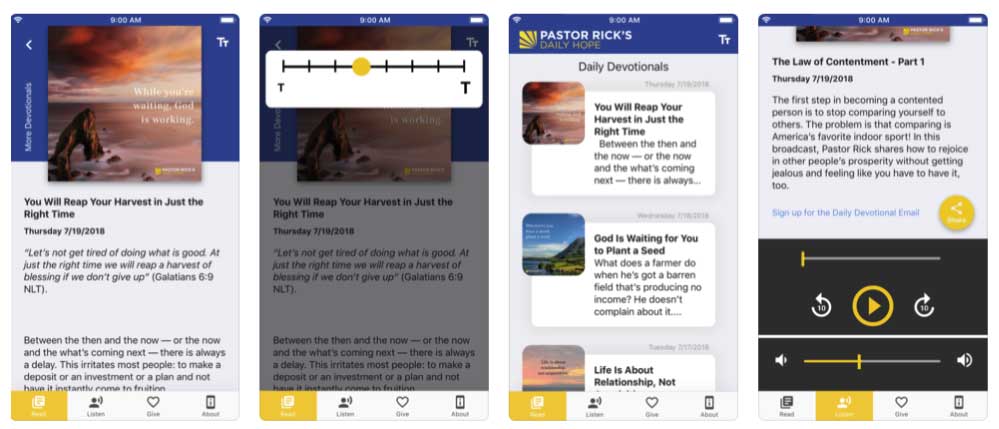 9:00 AM
TT
More Devotionals
While you're
waiting, God
is working.
PASTOR RICK'S
DAILY HOPE
You Will Reap Your Harvest in Just the
Right Time
Thursday 7/19/2018
“Let's not get tired of doing what is good. At
just the right time we will reap a harvest of
blessing if we don't give up” (Galatians 6:9
NLT).
Between the then and the now — or the now
and the what's coming next — there is always
a delay. This irritates most people: to make a
deposit or an investment or a plan and not
have it instantly come to fruition
Read
Listen
Give
About
9:00 AM
TT
T
T
More Devotionals
waiting, God
is working.
PASTOR RICK'S
You Will Reap Your Harvest in Just the
Right Time
Thursday 7/19/2018
“Let's not get tired of doing what is good. At
just the right time we will reap a harvest of
blessing if we don't give up” (Galatians 6:9
NLT).
Between the then and the now — or the now
and the what's coming next — there is always
a delay. This irritates most people: to make a
deposit or an investment or a plan and not
have it instantly come to fruition
Read
Listen
Give
About
9:00 AM
PASTOR RICK'S
DAILY HOPE
TT
Daily Devotionals
Thursday 7/19/2018
You Will Reap Your
Harvest in Just the
Right Time
Between the then and
the now — or the now
and the what's coming
next — there is always...
Wednesday 7/18/2018
God Is Waiting for You
to Plant a Seed
What does a farmer do
when he's got a barren
field that's producing no
income? He doesn't
complain about it....
Tuesday 7/17/2018
Life Is About
Relationship, Not
Read
Listen
Give
About
9:00 AM
The Law of Contentment - Part 1
Thursday 7/19/2018
The first step in becoming a contented
person is to stop comparing yourself to
others. The problem is that comparing is
America's favorite indoor sport! In this
broadcast, Pastor Rick shares how to rejoice
in other people's prosperity without getting
jealous and feeling like you have to have it,
too.
Sign up for the Daily Devotional Email
Share
10
10
Read
Listen
Give
About